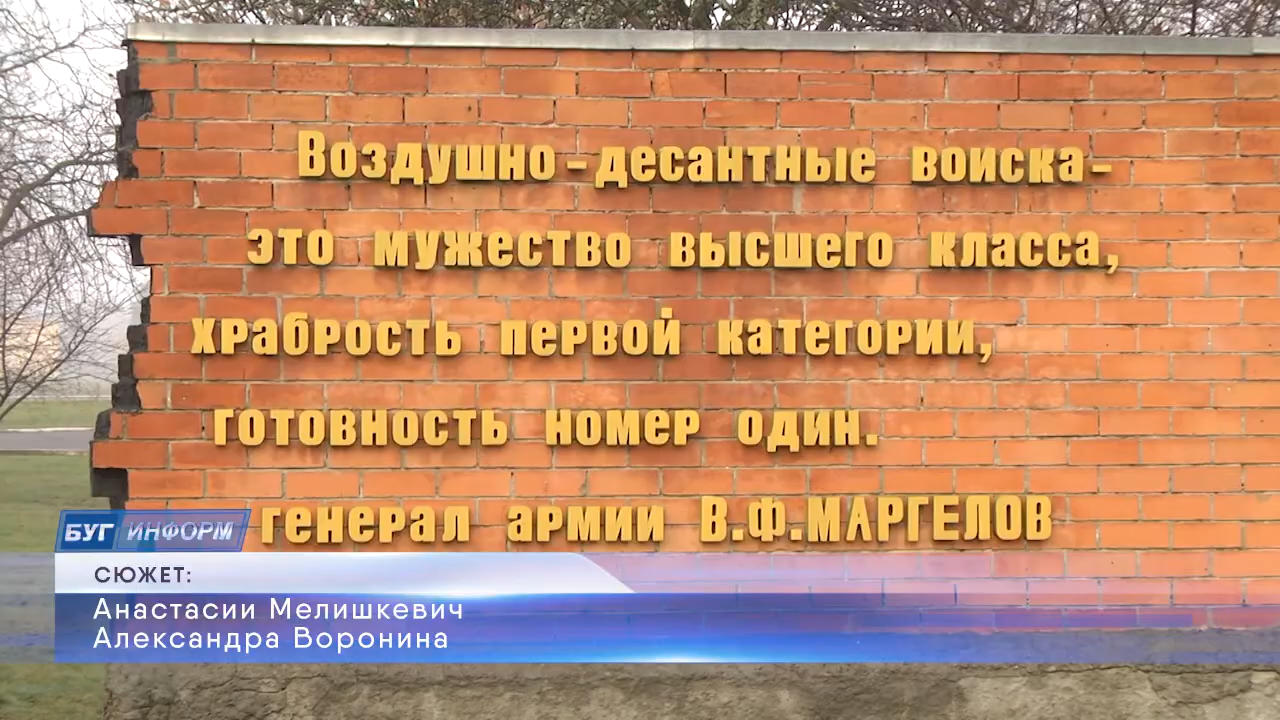 Воздушно-десантные воиска-
это мужество высшего класса,
храбрость первой категории,
готовность номер один.
генерал армии В.Ф.МАРГЕЛОВ
БУГ ИНФОРМ
СЮЖЕТ:
Анастасии Мелишкевич
Александра Воронина